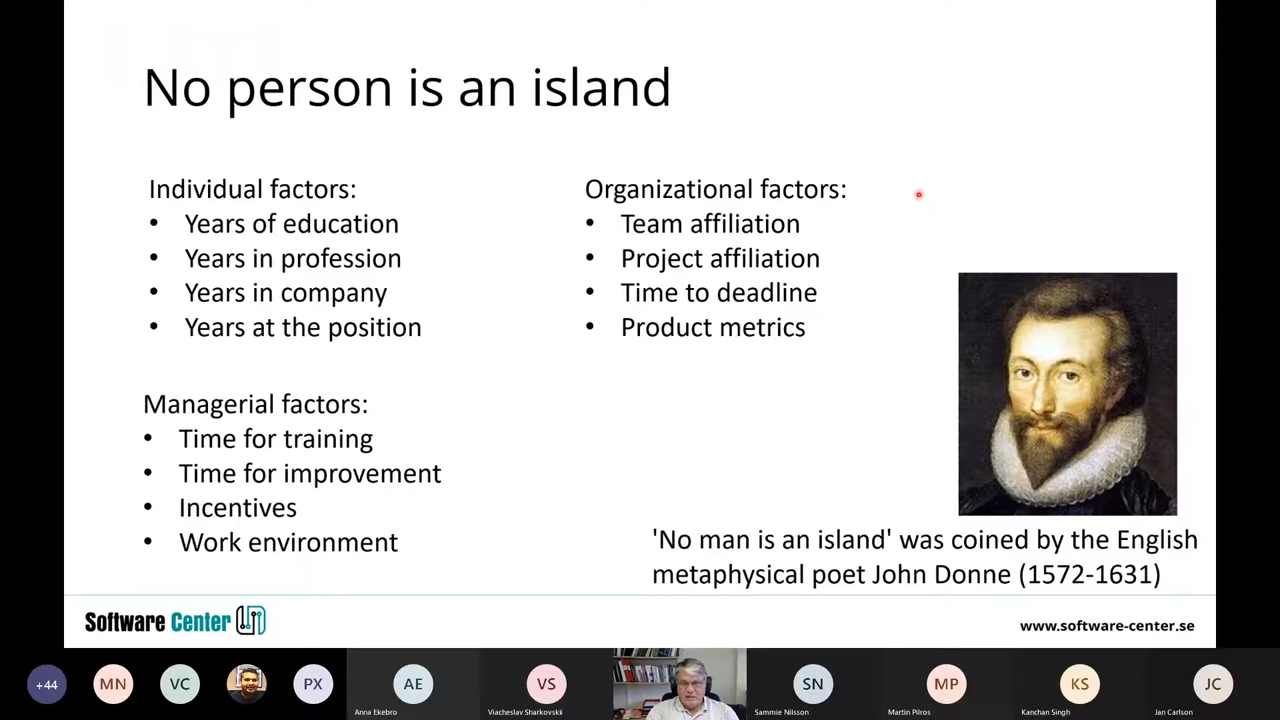 No person is an island
Individual factors:
• Years of education
• Years in profession
• Years in company
• Years at the position
Organizational factors:
• Team affiliation
• Project affiliation
• Time to deadline
• Product metrics
Managerial factors:
• Time for training
• Time for improvement
• Incentives
• Work environment
'No man is an island' was coined by the English
metaphysical poet John Donne (1572-1631)
Software Center
www.software-center.se
+44
MN
VC
PX
AE
Anna Ekebro
VS
Viacheslav Sharkovskii
SN
Sammie Nilsson
MP
Martin Pilros
KS
Kanchan Singh
JC
Jan Carlson